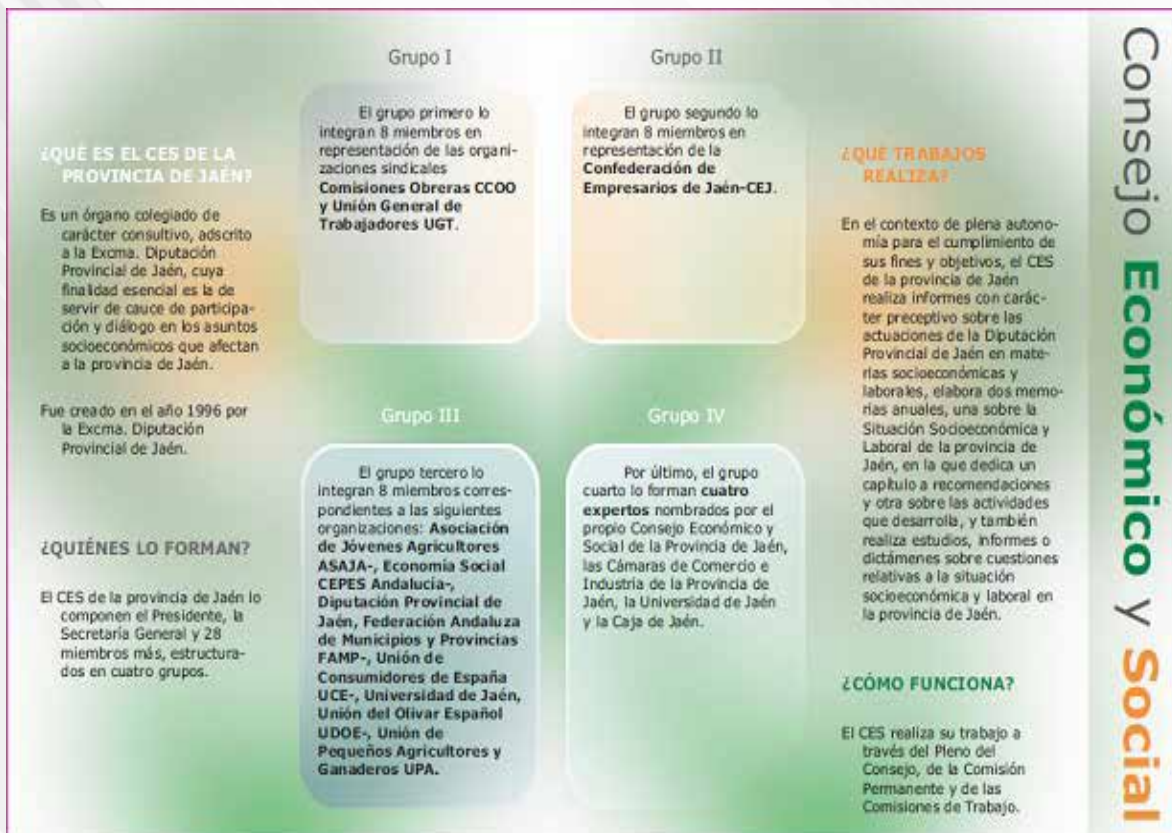 ¿QUÉ ES EL CES DE LA
PROVINCIA DE JAÉN?
Es un órgano colegiado de
carácter consultivo, adscrito
a la Excma. Diputación
Provincial de Jaén, cuya
finalidad esencial es la de
servir de cauce de participa-
ción y diálogo en los asuntos
socioeconómicos que afectan
a la provincia de Jaén.
Fue creado en el año 1996 por
la Excma. Diputación
Provincial de Jaén.
¿QUIÉNES LO FORMAN?
El CES de la provincia de Jaén lo
componen el Presidente, la
Secretaría General y 28
miembros más, estructura-
dos en cuatro grupos.
Grupo I
El grupo primero lo
integran 8 miembros en
representación de las organi-
zaciones sindicales
Comisiones Obreras CCOO
y Unión General de
Trabajadores UGT.
Grupo II
El grupo segundo lo
integran 8 miembros en
representación de la
Confederación de
Empresarios de Jaén-CEJ.
Grupo III
El grupo tercero lo
integran 8 miembros corres-
pondientes a las siguientes
organizaciones: Asociación
de Jóvenes Agricultores
ASAJA-, Economía Social
CEPES Andalucia-,
Diputación Provincial de
Jaén, Federación Andaluza
de Municipios y Provincias
FAMP-, Unión de
Consumidores de España
UCE-, Universidad de Jaén,
Unión del Olivar Español
UDOE-, Unión de
Pequeños Agricultores y
Ganaderos UPA.
Grupo IV
Por último, el grupo
cuarto lo forman cuatro
expertos nombrados por el
propio Consejo Económico y
Social de la Provincia de Jaén,
las Cámaras de Comercio e
Industria de la Provincia de
Jaén, la Universidad de Jaén
y la Caja de Jaén.
¿QUÉ TRABAJOS
REALIZA?
En el contexto de plena autono-
mía para el cumplimiento de
sus fines y objetivos, el CES
de la provincia de Jaén
realiza informes con carác-
ter preceptivo sobre las
actuaciones de la Diputación
Provincial de Jaén en mate-
rias socioeconómicas y
laborales, elabora dos memo-
rias anuales, una sobre la
Situación Socioeconómica y
Laboral de la provincia de
Jaén, en la que dedica un
capítulo a recomendaciones
y otra sobre las actividades
que desarrolla, y también
realiza estudios, informes o
dictámenes sobre cuestiones
relativas a la situación
socioeconómica y laboral en
la provincia de Jaén.
¿CÓMO FUNCIONA?
El CES realiza su trabajo a
través del Pleno del
Consejo, de la Comisión
Permanente y de las
Comisiones de Trabajo.
Consejo Económico y Social